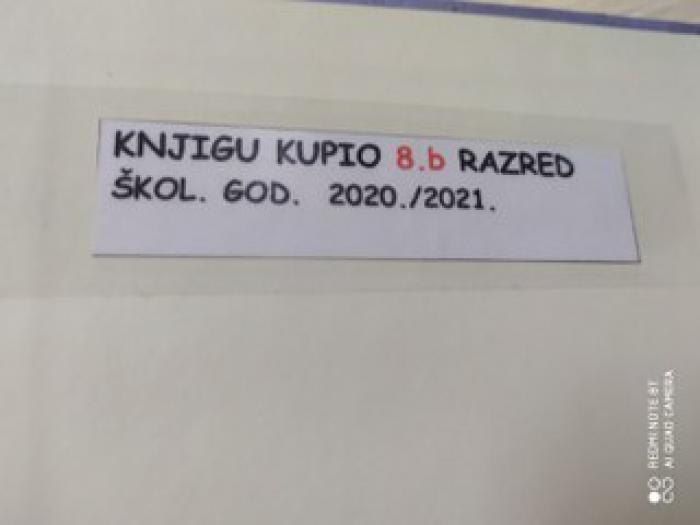 KNJIGU KUPIO 8.b RAZRED
ŠKOL. GOD. 2020./2021.
REDMI NOTE 8T
AI QUAD CAMERA